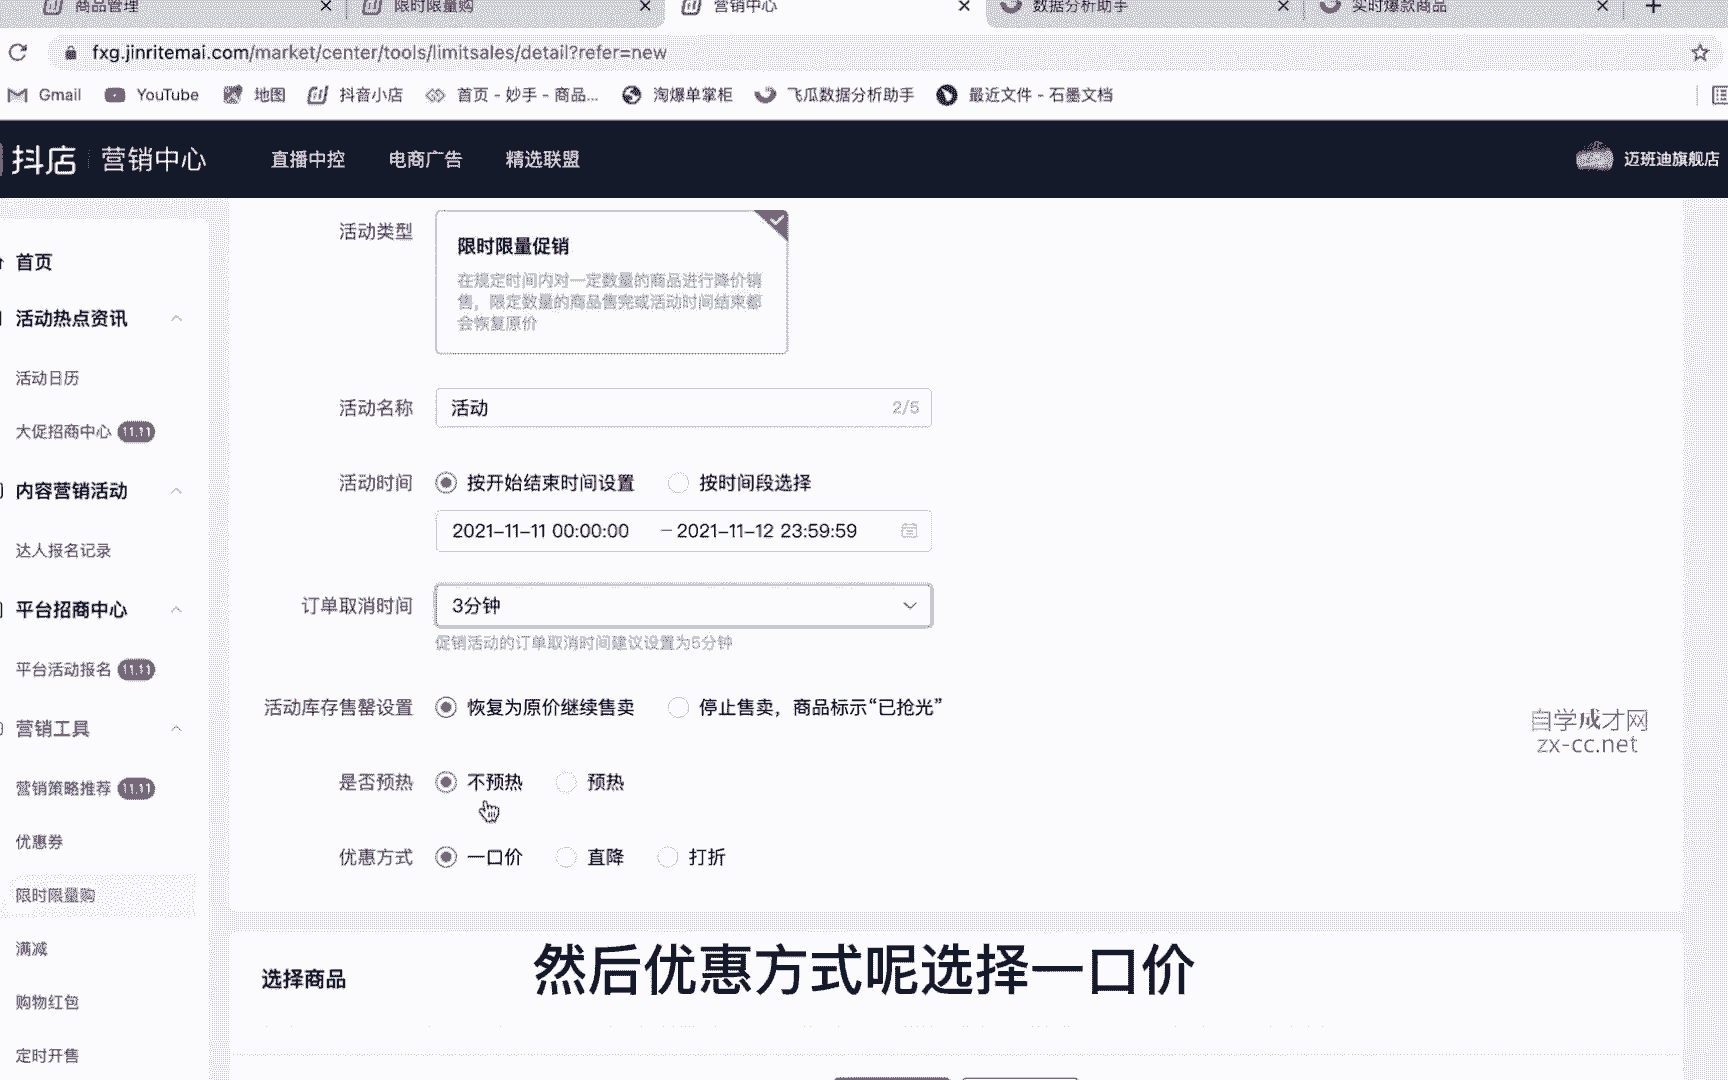 商品管理
限时限量购
营销中心
数据分析助手
实时爆款商品
fxg.jinritemai.com/market/center/tools/limitsales/detail?refer=new
Gmail
YouTube
地图
抖音小店
首页 - 妙手 - 商品...
淘爆单掌柜
飞瓜数据分析助手
最近文件 - 石墨文档
抖店
营销中心
直播中控
电商广告
精选联盟
迈班迪旗舰店
首页
活动热点资讯
活动日历
大促招商中心 11.11
内容营销活动
达人报名记录
平台招商中心
平台活动报名 11.11
营销工具
营销策略推荐 11.11
优惠券
限时限量购
满减
购物红包
定时开售
活动类型
限时限量促销
在规定时间内对一定数量的商品进行降价销
售，限定数量的商品售完或活动时间结束都
会恢复原价
活动名称
活动
2/5
活动时间
按开始结束时间设置
按时间段选择
2021-11-11 00:00:00 - 2021-11-12 23:59:59
订单取消时间
3分钟
促销活动的订单取消时间建议设置为5分钟
活动库存售罄设置
恢复为原价继续售卖
停止售卖，商品标示“已抢光”
是否预热
不预热
预热
优惠方式
一口价
直降
打折
自学成才网
zx-cc.net
选择商品
然后优惠方式呢选择一口价